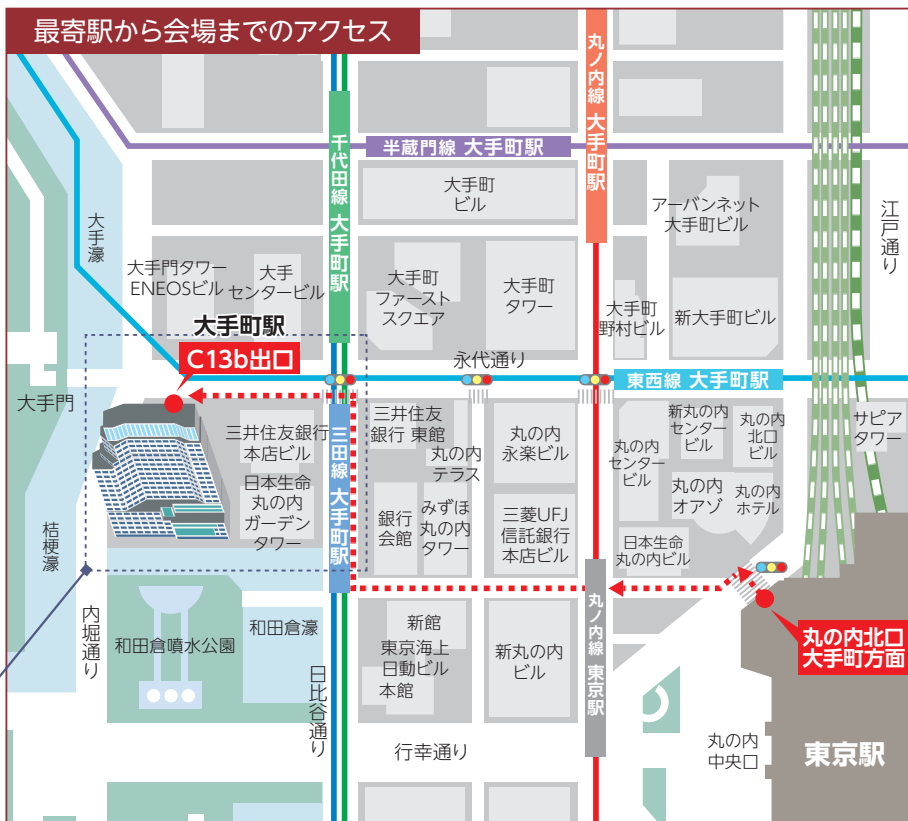 最寄駅から会場までのアクセス
丸ノ内線 大手町駅
千代田線 大手町駅
半蔵門線 大手町駅
大手町
ビル
アーバンネット
大手町ビル
江戸通り
大手濠
大手門タワー
ENEOSビル
大手
センタービル
大手町
ファースト
スクエア
大手町
タワー
大手町
野村ビル
新大手町ビル
大手町駅
C13b出口
永代通り
東西線 大手町駅
大手門
三井住友銀行
本店ビル
三田線 大手町駅
三井住友
銀行 東館
丸の内
テラス
丸の内
永楽ビル
丸の内
センター
ビル
新丸の内
センター
ビル
丸の内
北口
ビル
サピア
タワー
日本生命
丸の内
ガーデン
タワー
銀行
会館
みずほ
丸の内
タワー
三菱UFJ
信託銀行
本店ビル
丸の内
オアゾ
丸の内
ホテル
日本生命
丸の内ビル
桔梗濠
内堀通り
和田倉噴水公園
和田倉濠
日比谷通り
新館
東京海上
日動ビル
本館
新丸の内
ビル
丸ノ内線 東京駅
丸の内北口
大手町方面
行幸通り
丸の内
中央口
東京駅